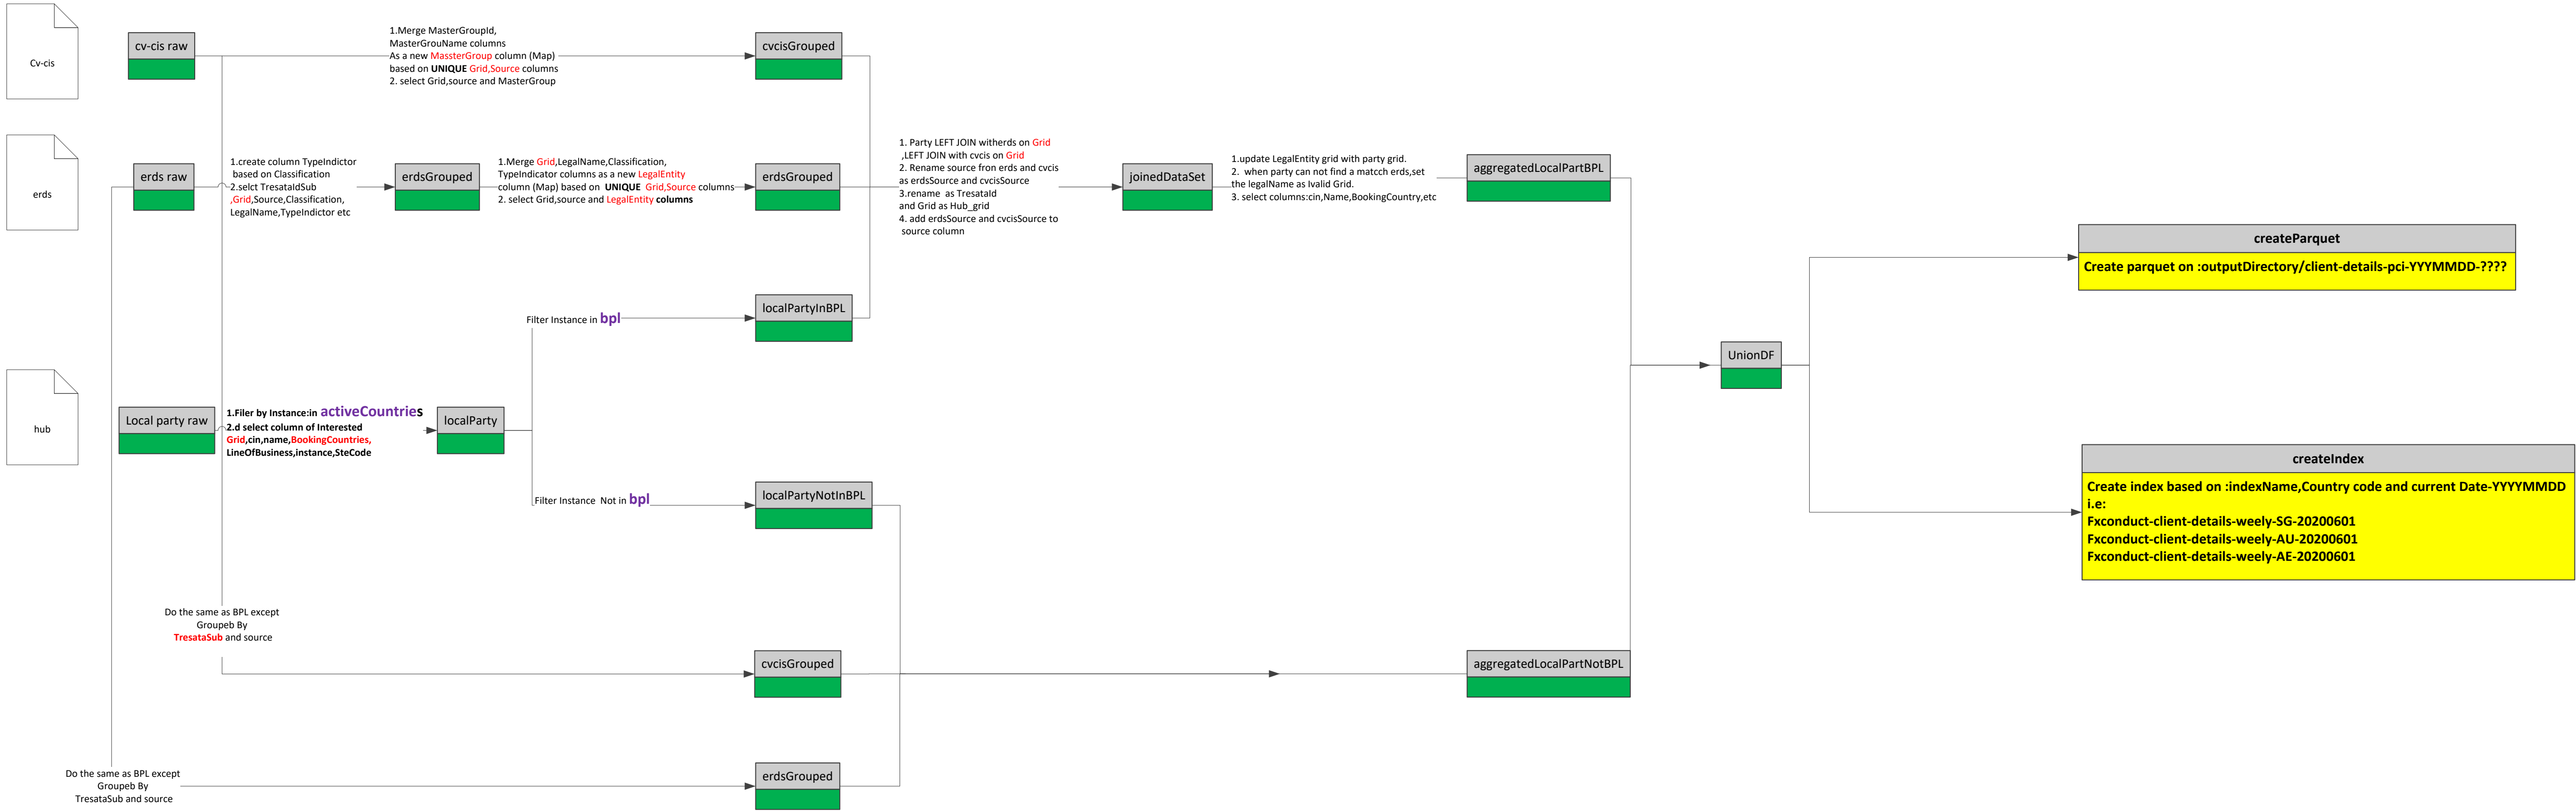 Cv-cis
cv-cis raw
1.Merge MasterGroupId,
MasterGrouName columns
As a new MassterGroup column (Map)
based on UNIQUE Grid,Source columns
2. select Grid,source and MasterGroup
cvcisGrouped
erds
erds raw
1.create column TypeIndictor
based on Classification
2.selct TresataIdSub
,Grid,Source,Classification,
LegalName,TypeIndictor etc
erdsGrouped
1.Merge Grid,LegalName,Classification,
TypeIndicator columns as a new LegalEntity
column (Map) based on UNIQUE Grid,Source columns
2. select Grid,source and LegalEntity columns
erdsGrouped
1. Party LEFT JOIN witherds on Grid
,LEFT JOIN with cvcis on Grid
2. Rename source fron erds and cvcis
as erdsSource and cvcisSource
3.rename as TresataId
and Grid as Hub_grid
4. add erdsSource and cvcisSource to
source column
joinedDataSet
1.update LegalEntity grid with party grid.
2. when party can not find a matcch erds,set
the legalName as Ivalid Grid.
3. select columns:cin,Name,BookingCountry,etc
aggregatedLocalPartBPL
createParquet
Create parquet on :outputDirectory/client-details-pci-YYYMMDD-????
Filter Instance in bpl
localPartyInBPL
UnionDF
hub
Local party raw
1.Filer by Instance:in activeCountries
2.d select column of Interested
Grid,cin,name,BookingCountries,
LineOfBusiness,instance,SteCode
localParty
Filter Instance Not in bpl
localPartyNotInBPL
createIndex
Create index based on :indexName,Country code and current Date-YYYYMMDD
i.e:
Fxconduct-client-details-weely-SG-20200601
Fxconduct-client-details-weely-AU-20200601
Fxconduct-client-details-weely-AE-20200601
Do the same as BPL except
Groupeb By
TresataSub and source
cvcisGrouped
aggregatedLocalPartNotBPL
Do the same as BPL except
Groupeb By
TresataSub and source
erdsGrouped